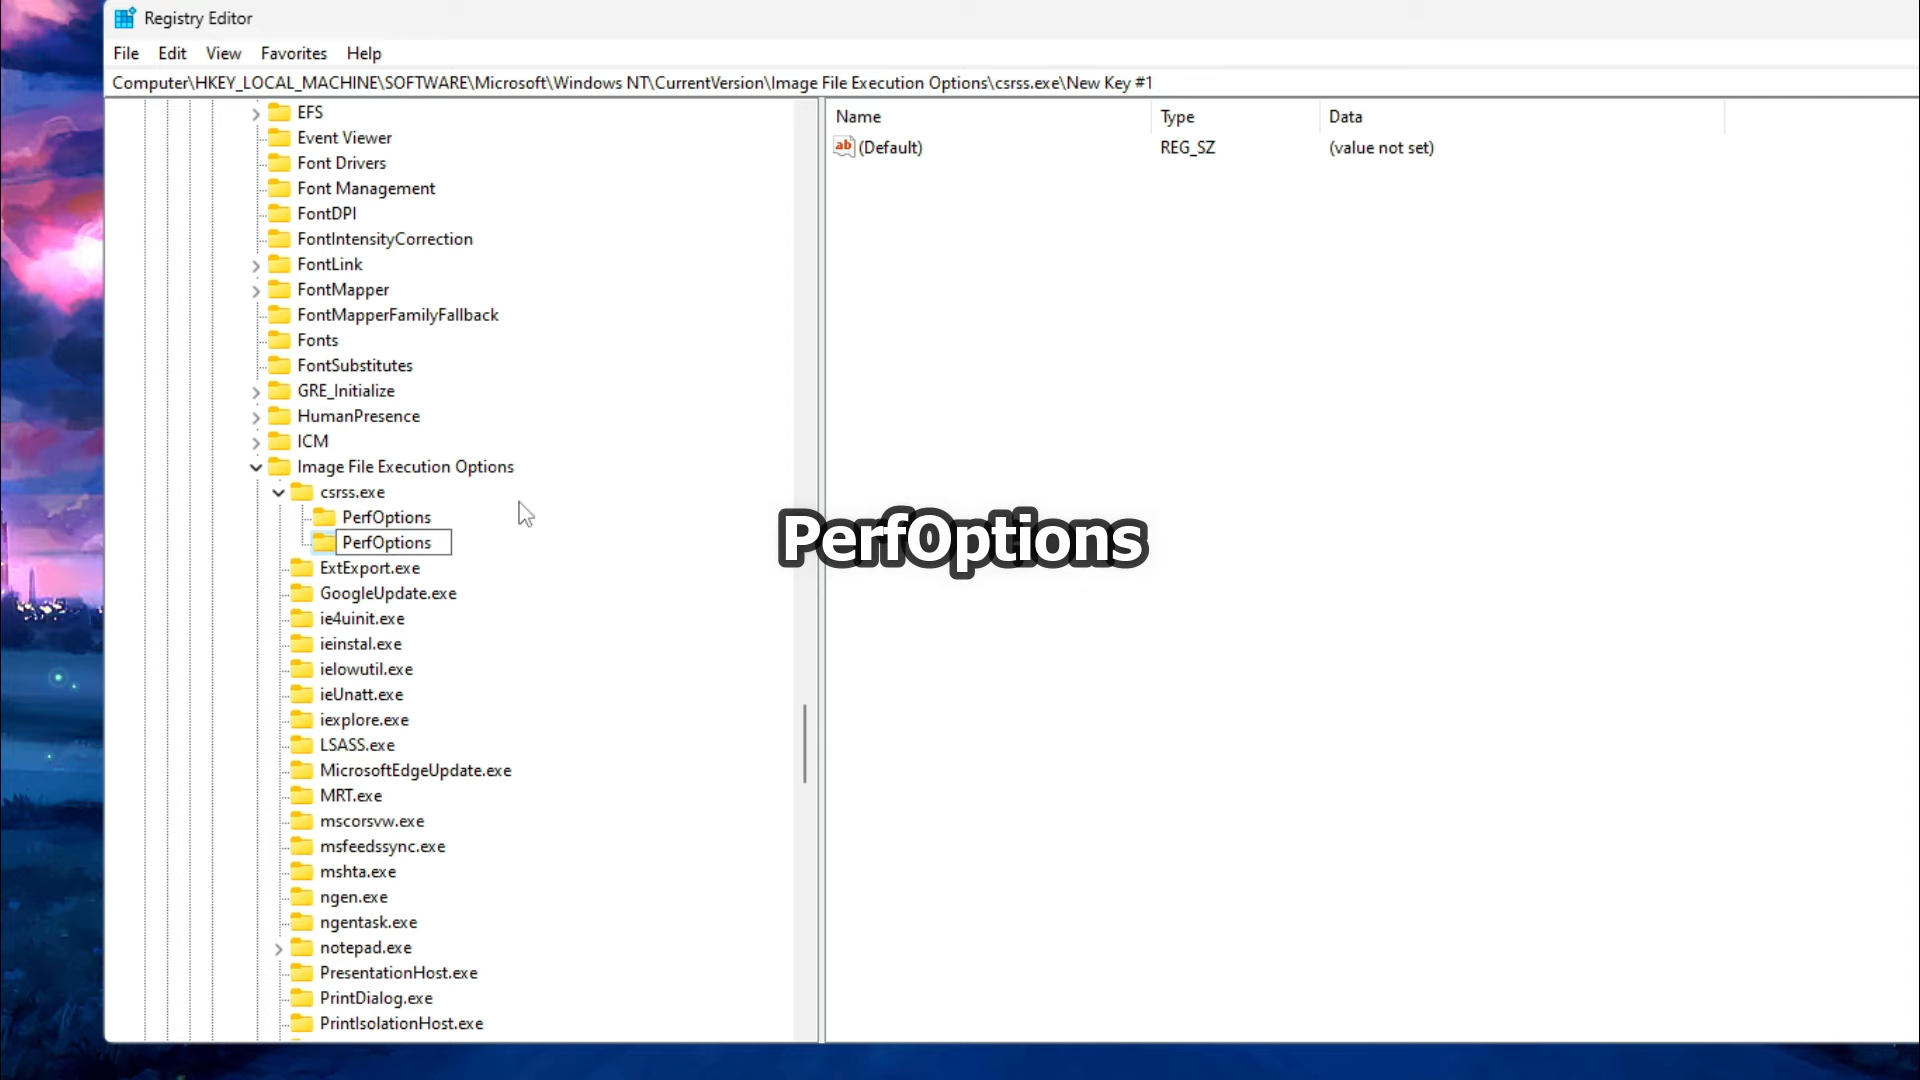 Registry Editor
File Edit View Favorites Help
Computer\HKEY_LOCAL_MACHINE\SOFTWARE\Microsoft\Windows NT\CurrentVersion\Image File Execution Options\csrss.exe\New Key #1
EFS
Event Viewer
Font Drivers
Font Management
FontDPI
FontIntensityCorrection
FontLink
FontMapper
FontMapperFamilyFallback
Fonts
FontSubstitutes
GRE_Initialize
HumanPresence
ICM
Image File Execution Options
csrss.exe
PerfOptions
PerfOptions
ExtExport.exe
GoogleUpdate.exe
ie4uinit.exe
ieinstal.exe
ielowutil.exe
ieUnatt.exe
iexplore.exe
LSASS.exe
MicrosoftEdgeUpdate.exe
MRT.exe
mscorsvw.exe
msfeedssync.exe
mshta.exe
ngen.exe
ngentask.exe
notepad.exe
PresentationHost.exe
PrintDialog.exe
PrintIsolationHost.exe
Name Type Data
ab (Default) REG_SZ (value not set)
PerfOptions